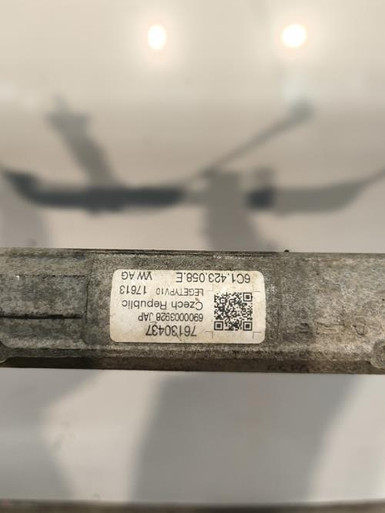 76130437
6900003928 JAP
Czech Republic
LEGETYPV10 17613
6C1.423.058.E VW AG